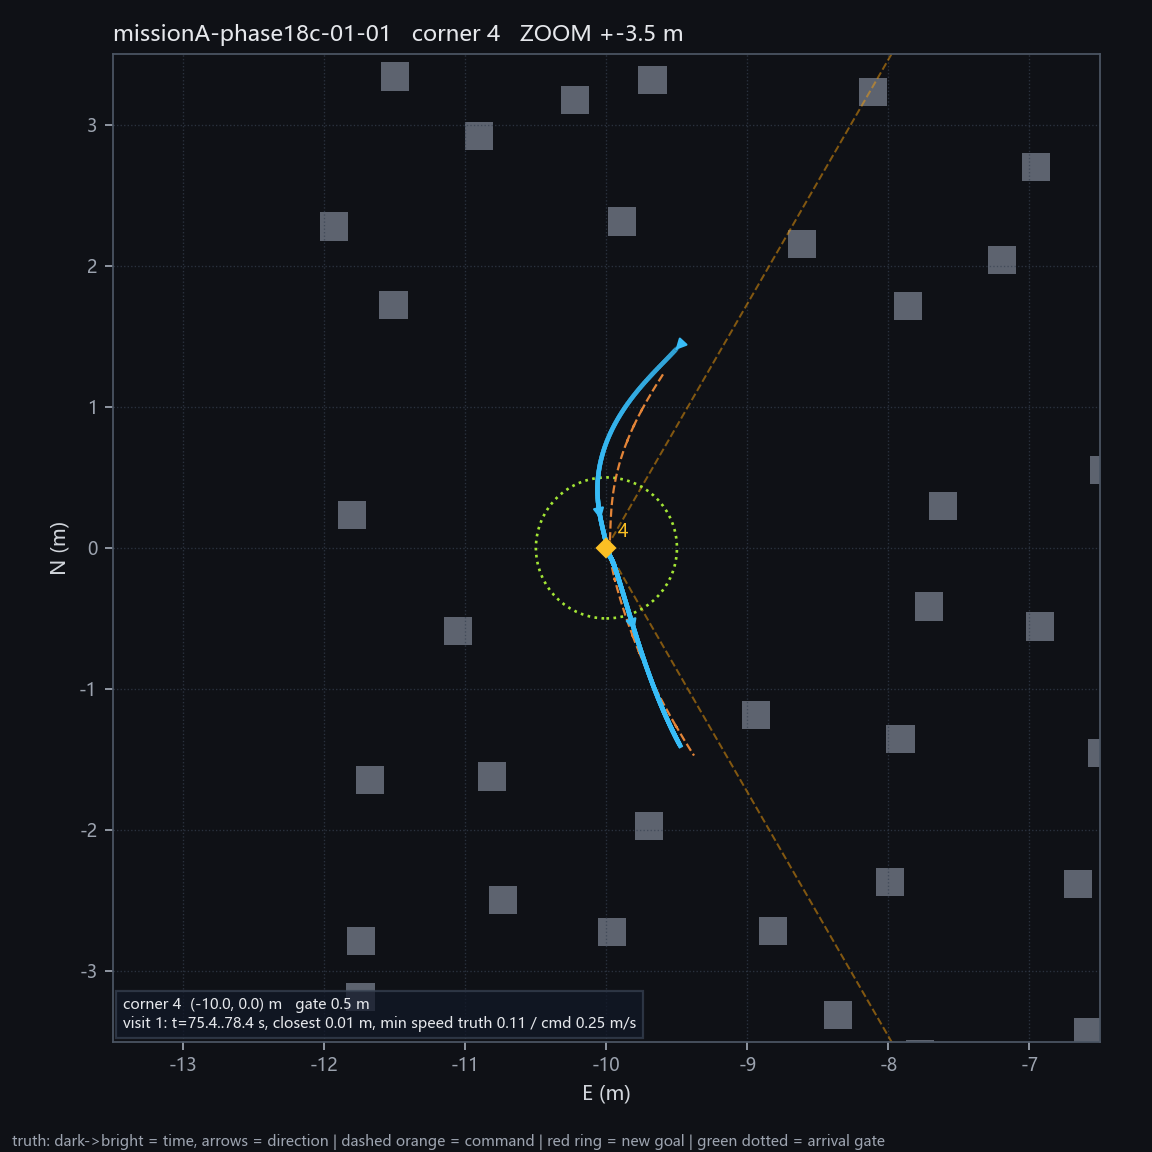 missionA-phase18c-01-01   corner 4   ZOOM +-3.5 m
3
2
1
0
-1
-2
-3
N (m)
4
corner 4  (-10.0, 0.0) m   gate 0.5 m
visit 1: t=75.4..78.4 s, closest 0.01 m, min speed truth 0.11 / cmd 0.25 m/s
-13
-12
-11
-10
-9
-8
-7
E (m)
truth: dark->bright = time, arrows = direction | dashed orange = command | red ring = new goal | green dotted = arrival gate